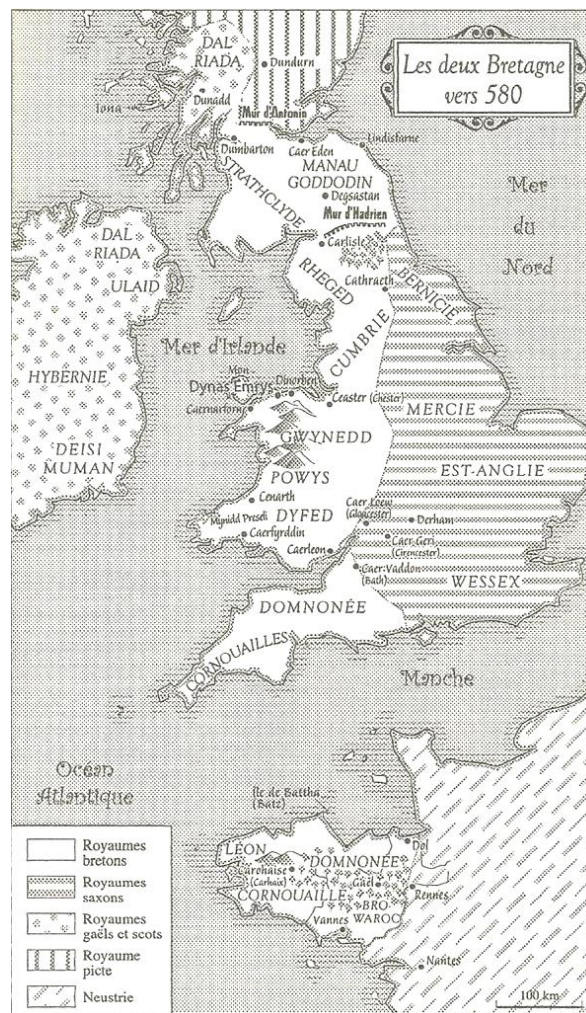 Les deux Bretagne
vers 580
DAL
RIADA
Dundurn
Iona
Dunadd
Mur d'Antonin
Dumbarton
Caer Eden
Lindisfarne
MANAU
GODDODIN
STRATHCLYDE
Degsastan
Mur d'Hadrien
Mer
du
Nord
Carlisle
DAL
RIADA
ULAID
RHEGED
BERNICIE
Cathraeth
CUMBRIE
Mer d'Irlande
HYBERNIE
Mon
Dynas Emrys
Dinorben
Caernarfon
Ceaster (Chester)
MERCIE
GWYNEDD
DEISI
MUMAN
POWYS
EST-ANGLIE
Cenarth
Caer Loew
(Gloucester)
Derham
Mynydd Preseli
DYFED
Caerfyrddin
Caer Geri
(Cirencester)
Caerleon
Caer-Vaddon
(Bath)
WESSEX
DOMNONÉE
CORNOUAILLES
Manche
Océan
Atlantique
Île de Battha
(Batz)
Dol
LÉON
DOMNONÉE
Carohaise
(Carhaix)
Gaël
CORNOUAILLE
Rennes
BRO-
WAROC
Vannes
Nantes
Royaumes
bretons
Royaumes
saxons
Royaumes
gaëls et scots
Royaume
picte
Neustrie
100 km